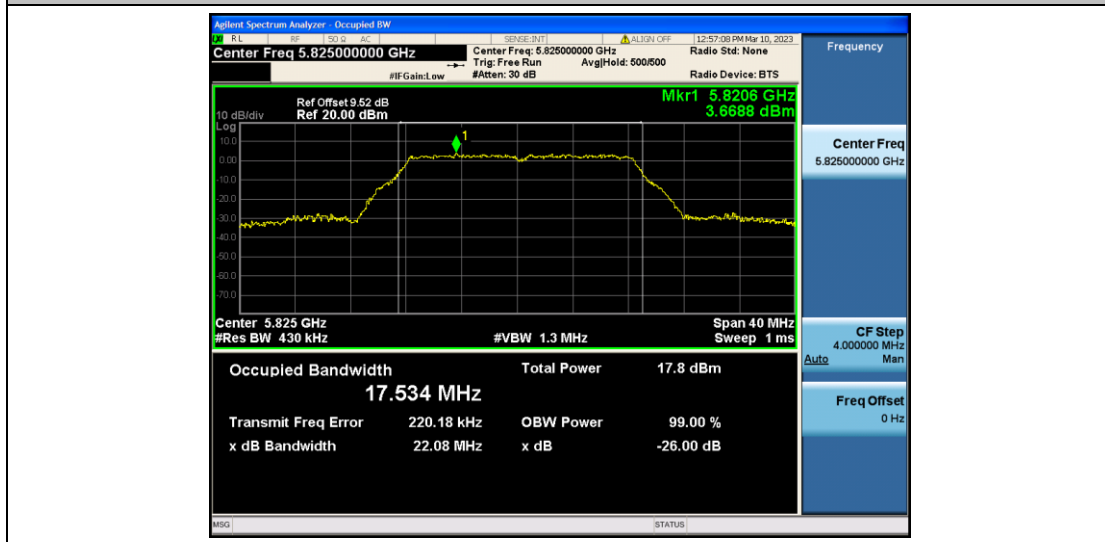 Agilent Spectrum Analyzer - Occupied BW
RL RF 50 Ω AC SENSE:INT ALIGN OFF 12:57:08 PM Mar 10, 2023
Center Freq 5.825000000 GHz
Center Freq: 5.825000000 GHz
Radio Std: None
Trig: Free Run Avg|Hold: 500/500
#IFGain:Low #Atten: 30 dB Radio Device: BTS
Frequency
Mkr1 5.8206 GHz
3.6688 dBm
Ref Offset 9.52 dB
10 dB/div Ref 20.00 dBm
Log
10.0
0.00
-10.0
-20.0
-30.0
-40.0
-50.0
-60.0
-70.0
1
Center Freq
5.825000000 GHz
Center 5.825 GHz Span 40 MHz
#Res BW 430 kHz #VBW 1.3 MHz Sweep 1 ms
CF Step
4.000000 MHz
Auto Man
Occupied Bandwidth Total Power 17.8 dBm
17.534 MHz
Freq Offset
0 Hz
Transmit Freq Error 220.18 kHz OBW Power 99.00 %
x dB Bandwidth 22.08 MHz x dB -26.00 dB
MSG STATUS